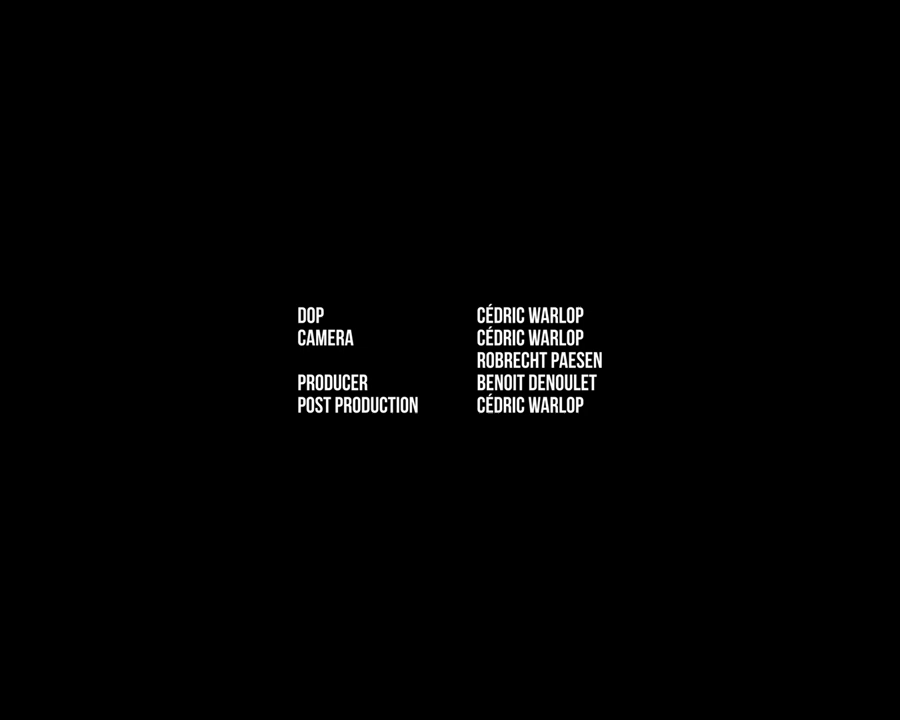 DOP CÉDRIC WARLOP
CAMERA CÉDRIC WARLOP
ROBRECHT PAESEN
PRODUCER BENOIT DENOULET
POST PRODUCTION CÉDRIC WARLOP